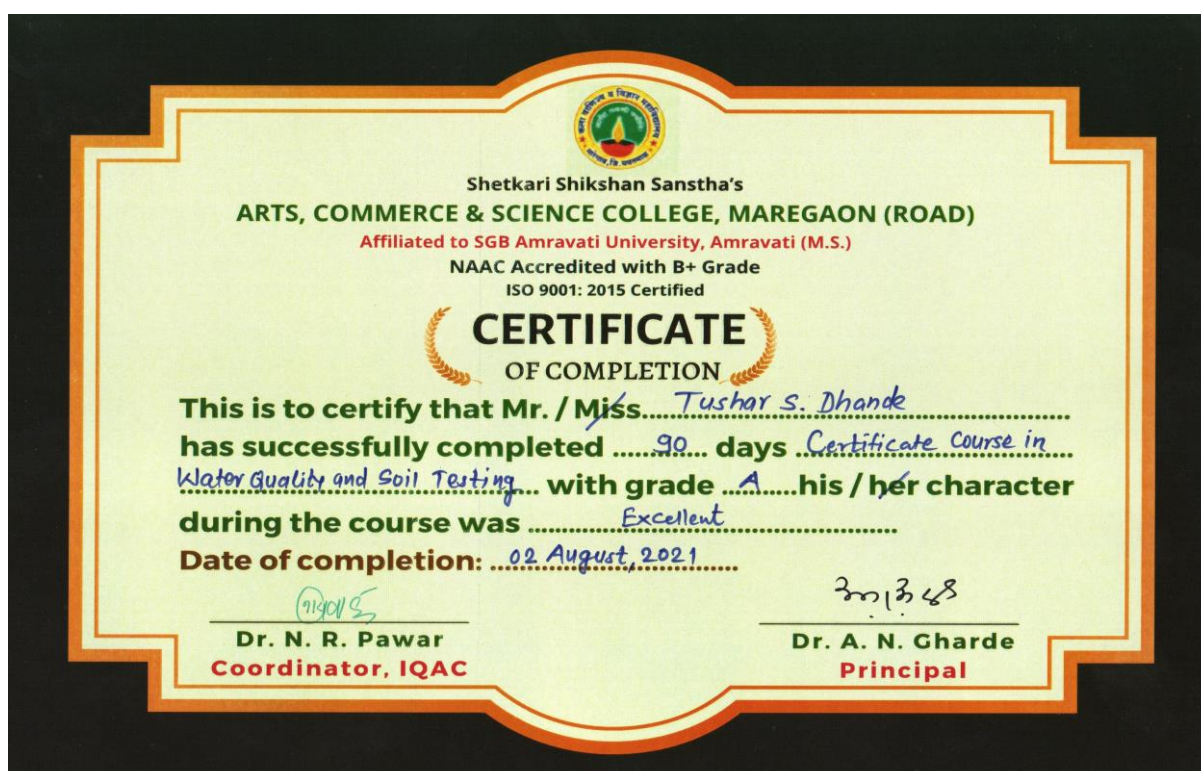 कला वाणिज्य व विज्ञान महाविद्यालय
Shetkari Shikshan Sanstha's
ARTS, COMMERCE & SCIENCE COLLEGE, MAREGAON (ROAD)
Affiliated to SGB Amravati University, Amravati (M.S.)
NAAC Accredited with B+ Grade
ISO 9001: 2015 Certified
CERTIFICATE
OF COMPLETION
This is to certify that Mr. / Miss.... Tushar S. Dhande
has successfully completed ......90... days ..Certificate Course in
Water Quality and Soil Testing... with grade ...A.....his / her character
during the course was ..............Excellent
Date of completion: ...02 August, 2021......
Dr. N. R. Pawar
Coordinator, IQAC
Dr. A. N. Gharde
Principal